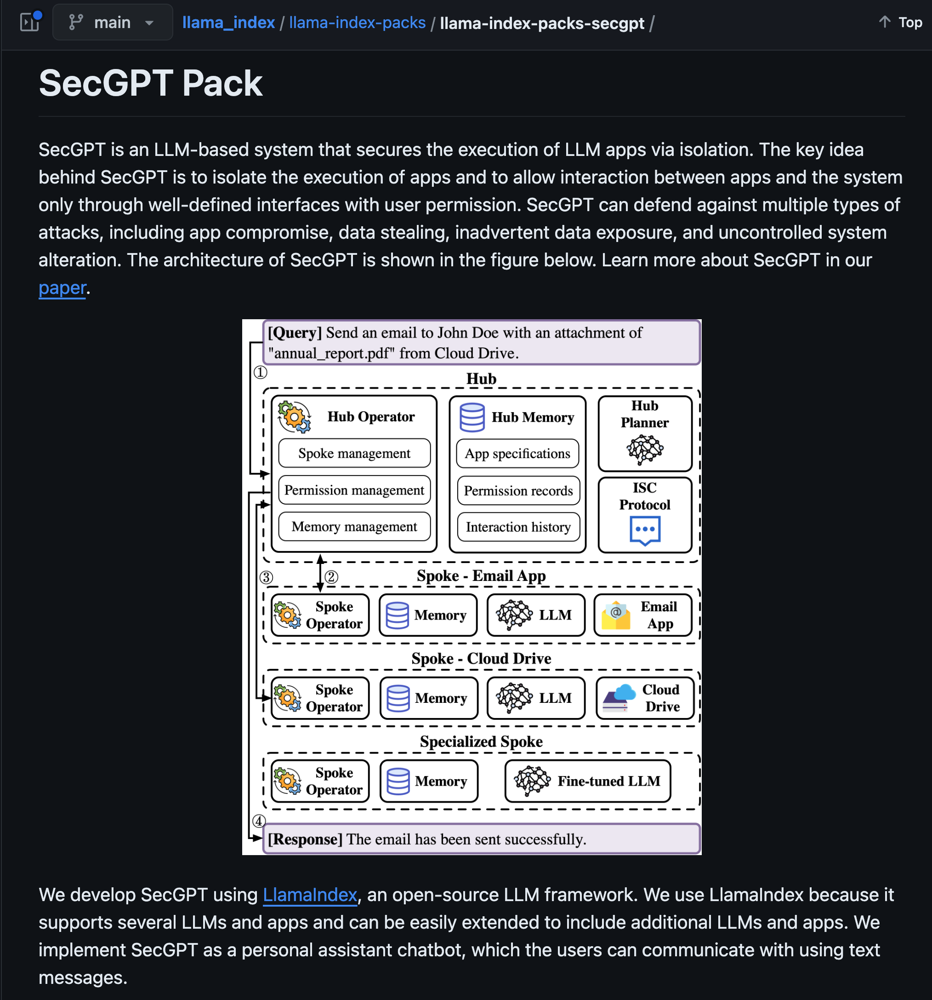 main
llama_index / llama-index-packs / llama-index-packs-secgpt /
Top
SecGPT Pack
SecGPT is an LLM-based system that secures the execution of LLM apps via isolation. The key idea
behind SecGPT is to isolate the execution of apps and to allow interaction between apps and the system
only through well-defined interfaces with user permission. SecGPT can defend against multiple types of
attacks, including app compromise, data stealing, inadvertent data exposure, and uncontrolled system
alteration. The architecture of SecGPT is shown in the figure below. Learn more about SecGPT in our
paper.
[Query] Send an email to John Doe with an attachment of
"annual_report.pdf" from Cloud Drive.
①
Hub
Hub Operator
Spoke management
Permission management
Memory management
Hub Memory
App specifications
Permission records
Interaction history
Hub
Planner
ISC
Protocol
③
②
Spoke - Email App
Spoke
Operator
Memory
LLM
@
Email
App
Spoke - Cloud Drive
Spoke
Operator
Memory
LLM
Cloud
Drive
Specialized Spoke
Spoke
Operator
Memory
Fine-tuned LLM
④
[Response] The email has been sent successfully.
We develop SecGPT using LlamaIndex, an open-source LLM framework. We use LlamaIndex because it
supports several LLMs and apps and can be easily extended to include additional LLMs and apps. We
implement SecGPT as a personal assistant chatbot, which the users can communicate with using text
messages.